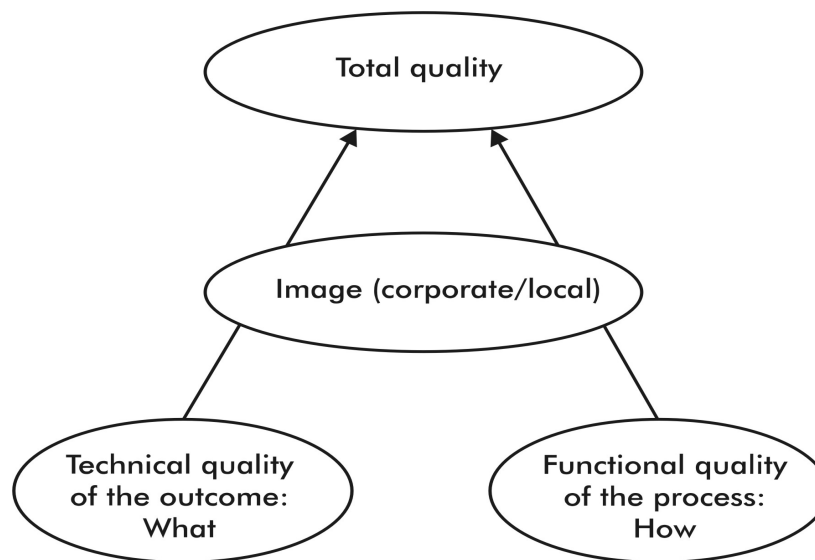 Total quality
Image (corporate/local)
Technical quality
of the outcome:
What
Functional quality
of the process:
How